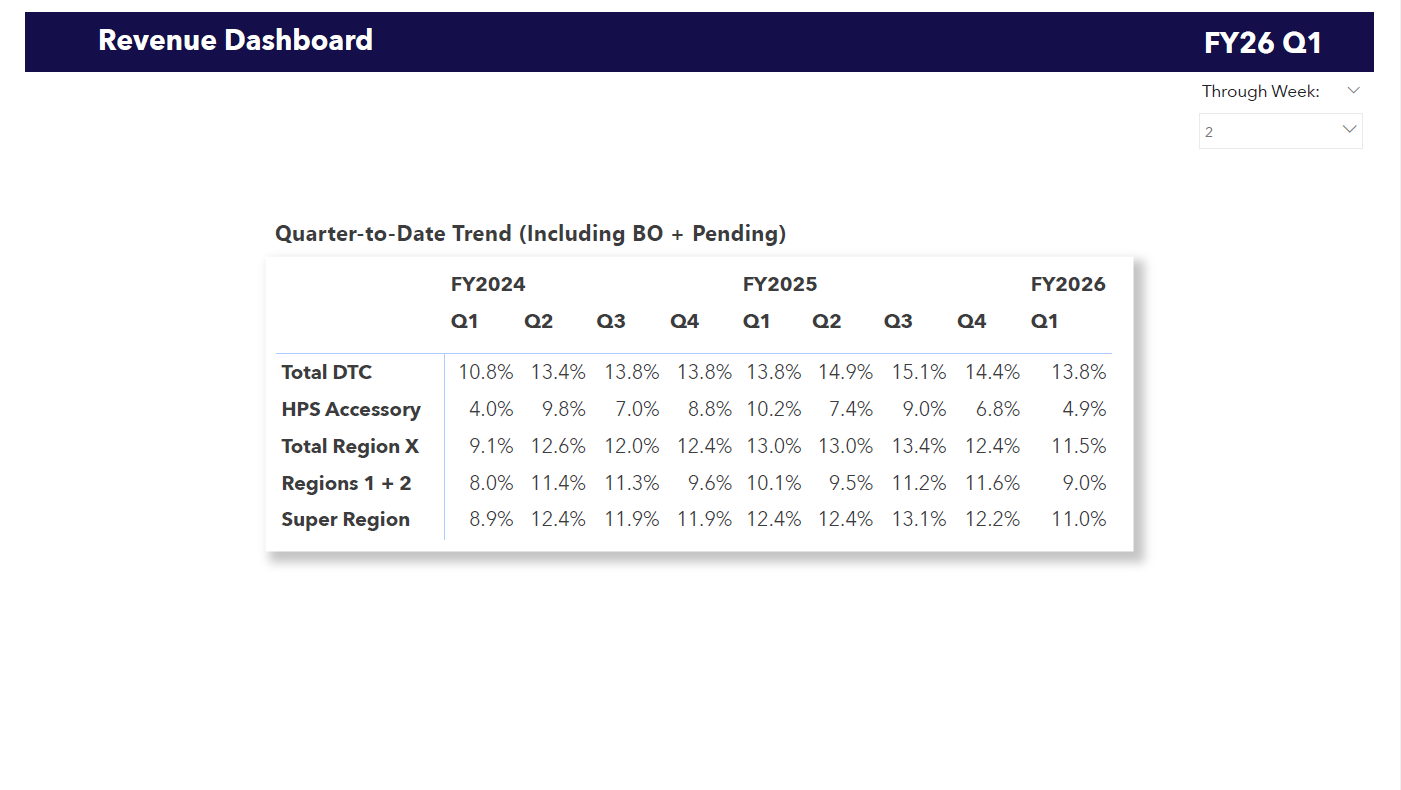 Revenue Dashboard FY26 Q1
Through Week:
2
Quarter-to-Date Trend (Including BO + Pending)
FY2024 FY2025 FY2026
Q1 Q2 Q3 Q4 Q1 Q2 Q3 Q4 Q1
Total DTC 10.8% 13.4% 13.8% 13.8% 13.8% 14.9% 15.1% 14.4% 13.8%
HPS Accessory 4.0% 9.8% 7.0% 8.8% 10.2% 7.4% 9.0% 6.8% 4.9%
Total Region X 9.1% 12.6% 12.0% 12.4% 13.0% 13.0% 13.4% 12.4% 11.5%
Regions 1 + 2 8.0% 11.4% 11.3% 9.6% 10.1% 9.5% 11.2% 11.6% 9.0%
Super Region 8.9% 12.4% 11.9% 11.9% 12.4% 12.4% 13.1% 12.2% 11.0%